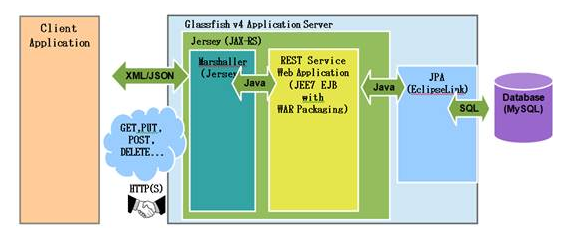 Client
Application
Glassfish v4 Application Server
Jersey (JAX-RS)
Marshaller
(Jersey
REST Service
Web Application
(JEE7 EJB
with
WAR Packaging)
JPA
(EclipseLink)
Database
(MySQL)
XML/JSON
Java
Java
SQL
GET,PUT,
POST,
DELETE...
HTTP(S)